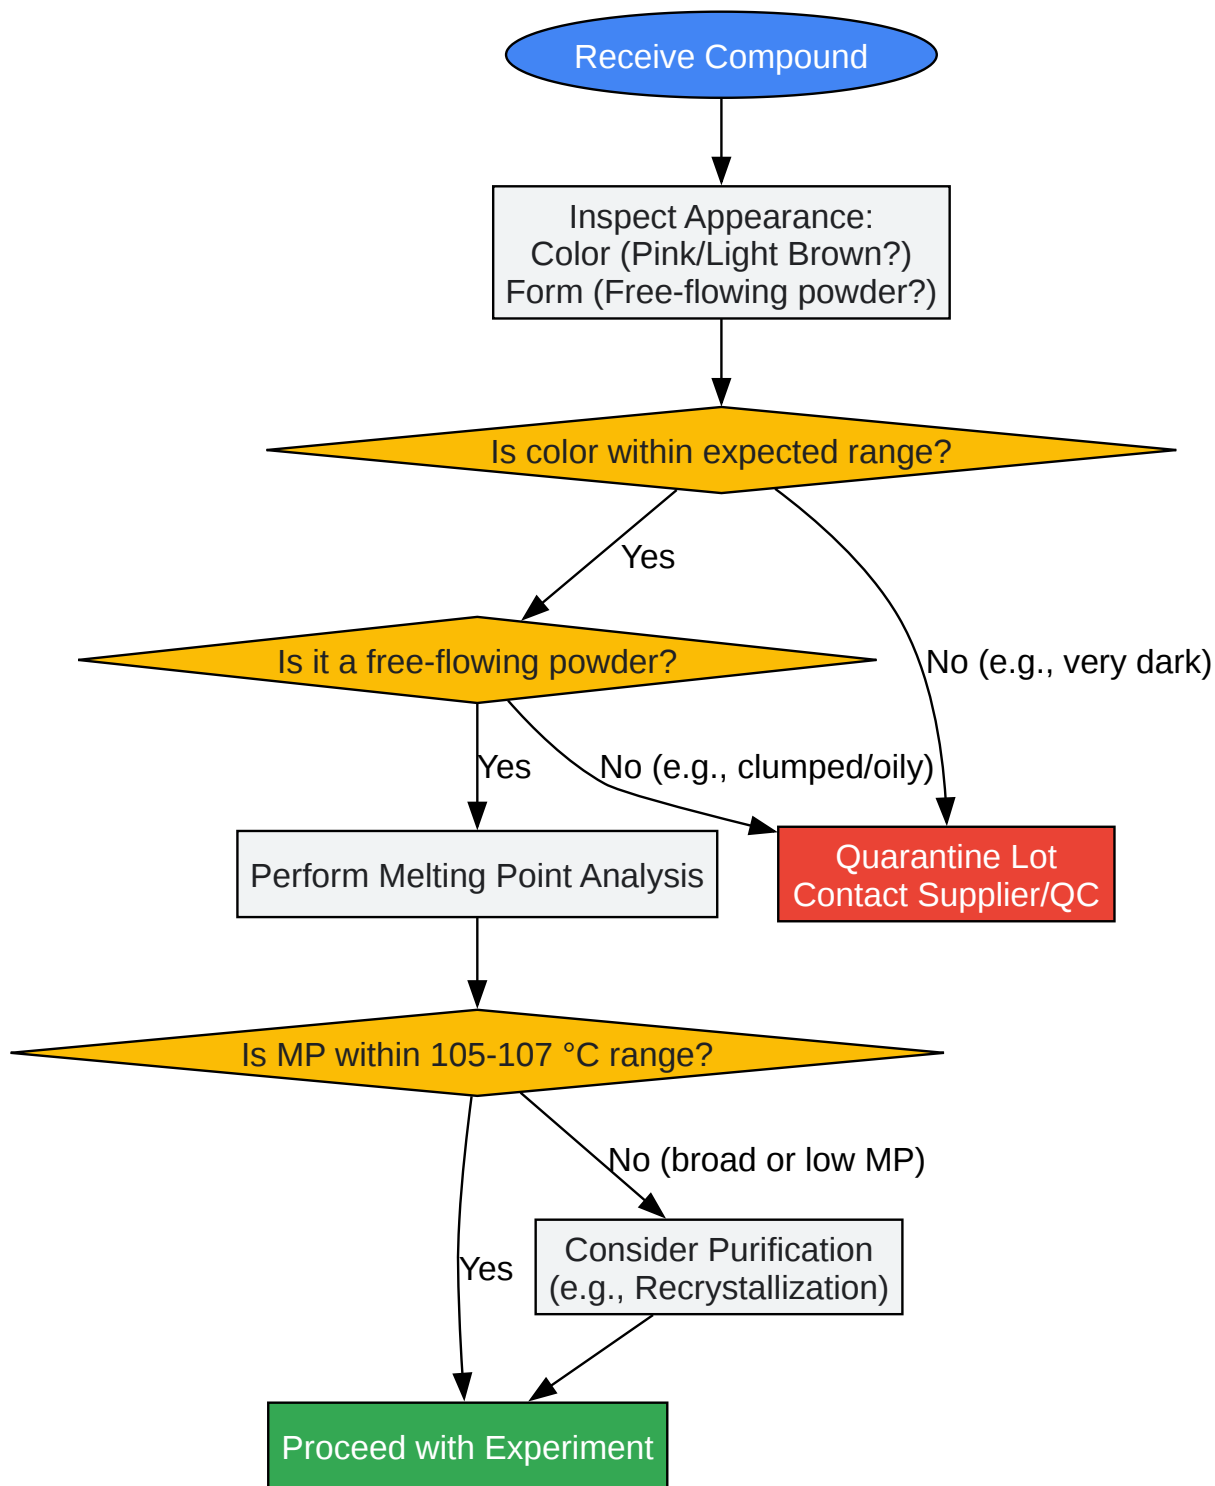 Receive Compound
Inspect Appearance:
Color (Pink/Light Brown?)
Form (Free-flowing powder?)
Is color within expected range?
Yes
Is it a free-flowing powder?
No (e.g., very dark)
Yes
No (e.g., clumped/oily)
Perform Melting Point Analysis
Quarantine Lot
Contact Supplier/QC
Is MP within 105-107 °C range?
No (broad or low MP)
Yes
Consider Purification
(e.g., Recrystallization)
Proceed with Experiment